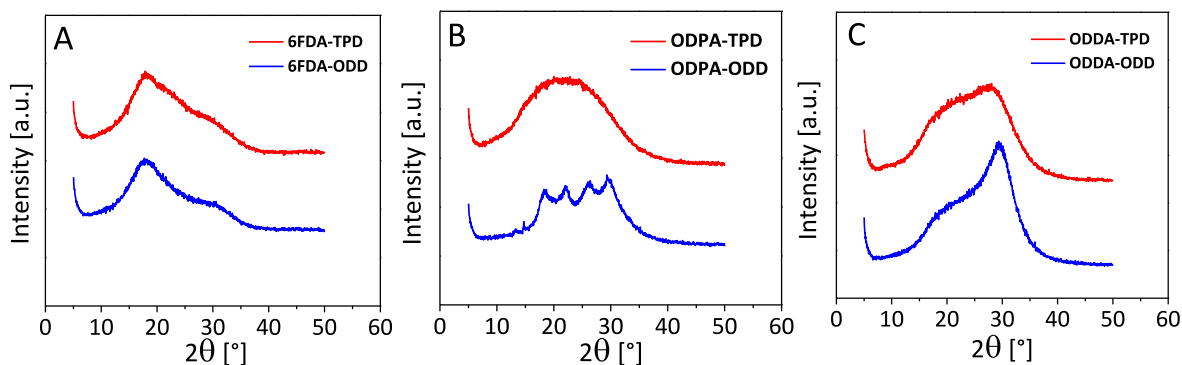 A
6FDA-TPD
6FDA-ODD
Intensity [a.u.]
0 10 20 30 40 50 60
2θ [°]
B
ODPA-TPD
ODPA-ODD
Intensity [a.u.]
0 10 20 30 40 50 60
2θ [°]
C
ODDA-TPD
ODDA-ODD
Intensity [a.u.]
0 10 20 30 40 50 60
2θ [°]